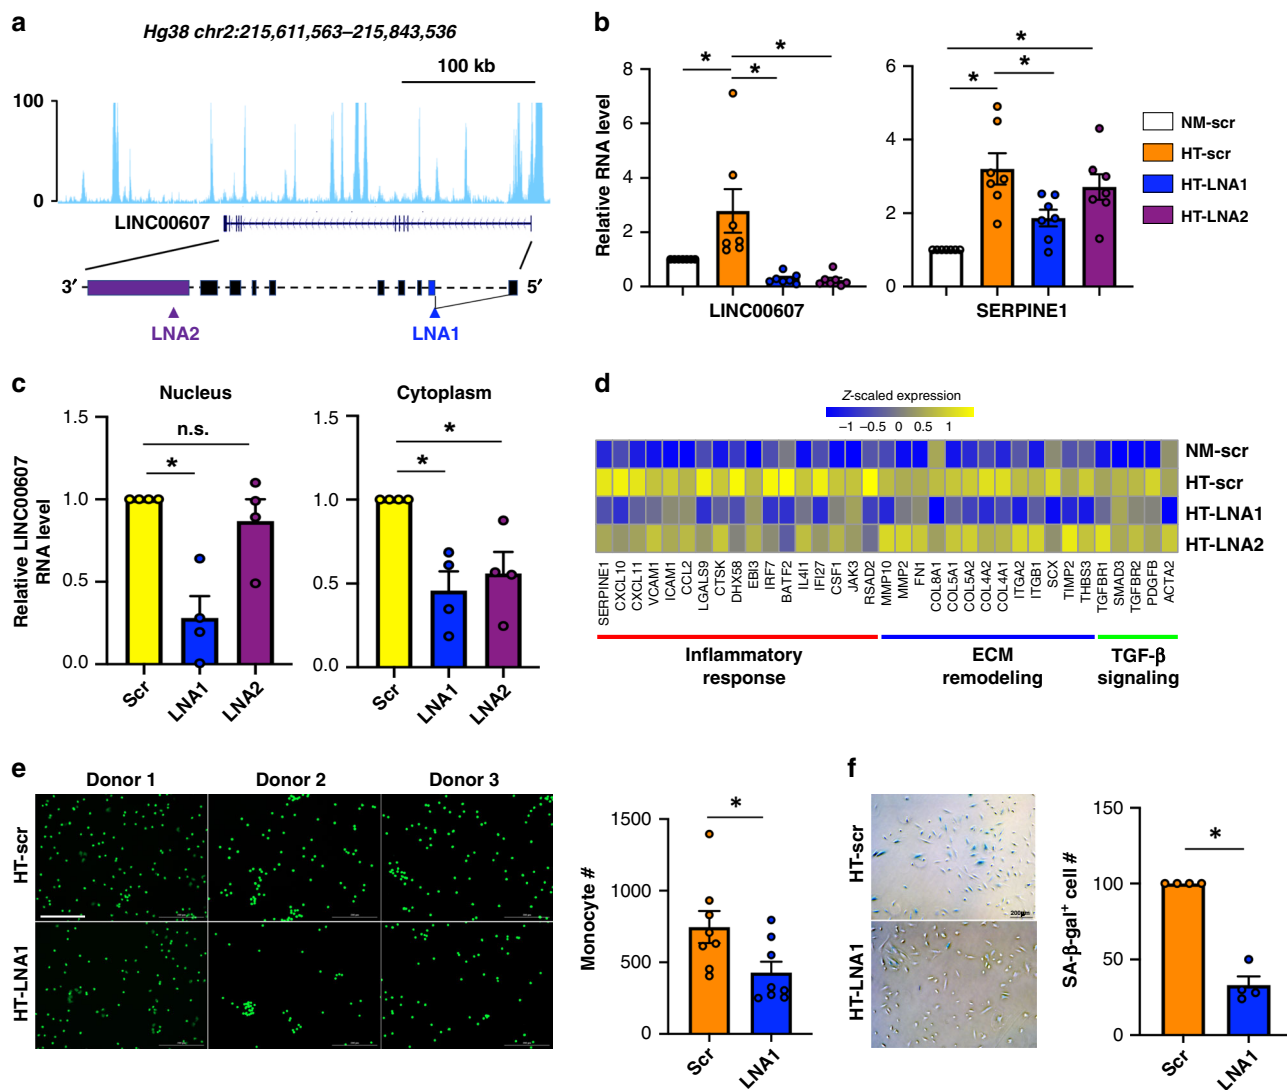 a
Hg38 chr2:215,611,563–215,843,536
100 kb
100
0
LINC00607
3′
5′
LNA2
LNA1
b
Relative RNA level
8
6
4
2
0
LINC00607
6
4
2
0
SERPINE1
NM-scr
HT-scr
HT-LNA1
HT-LNA2
*
*
*
*
*
*
c
Nucleus
Cytoplasm
Relative LINC00607
RNA level
1.5
1.0
0.5
0.0
n.s.
*
Scr
LNA1
LNA2
1.5
1.0
0.5
0.0
*
*
Scr
LNA1
LNA2
d
Z-scaled expression
−1 −0.5 0 0.5 1
NM-scr
HT-scr
HT-LNA1
HT-LNA2
SERPINE1
CXCL10
CXCL11
VCAM1
ICAM1
CCL2
LGALS9
CTSK
DHX58
EBI3
IRF7
BATF2
IL4I1
IFI27
CSF1
JAK3
RSAD2
MMP10
MMP2
FN1
COL8A1
COL5A1
COL5A2
COL4A2
COL4A1
ITGA2
ITGB1
SCX
TIMP2
THBS3
TGFBR1
SMAD3
TGFBR2
PDGFB
ACTA2
Inflammatory
response
ECM
remodeling
TGF-β
signaling
e
Donor 1
Donor 2
Donor 3
HT-scr
HT-LNA1
Monocyte #
1500
1000
500
0
*
Scr
LNA1
f
HT-scr
HT-LNA1
200μm
SA-β-gal⁺ cell #
150
100
50
0
*
Scr
LNA1